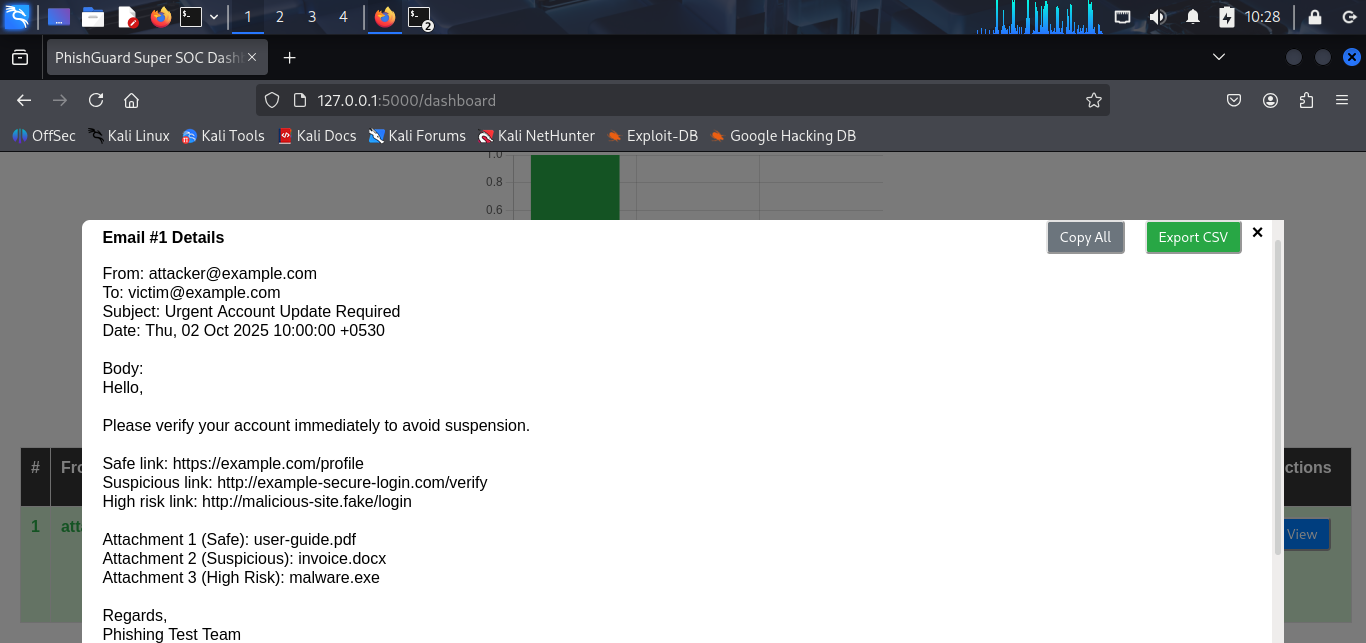 1 2 3 4 2 10:28
PhishGuard Super SOC Dash
127.0.0.1:5000/dashboard
OffSec Kali Linux Kali Tools Kali Docs Kali Forums Kali NetHunter Exploit-DB Google Hacking DB
1.0
0.8
0.6
Email #1 Details Copy All Export CSV
From: attacker@example.com
To: victim@example.com
Subject: Urgent Account Update Required
Date: Thu, 02 Oct 2025 10:00:00 +0530
Body:
Hello,
Please verify your account immediately to avoid suspension.
Safe link: https://example.com/profile
Suspicious link: http://example-secure-login.com/verify
High risk link: http://malicious-site.fake/login
Attachment 1 (Safe): user-guide.pdf
Attachment 2 (Suspicious): invoice.docx
Attachment 3 (High Risk): malware.exe
Regards,
Phishing Test Team
# Fro ctions
1 att View